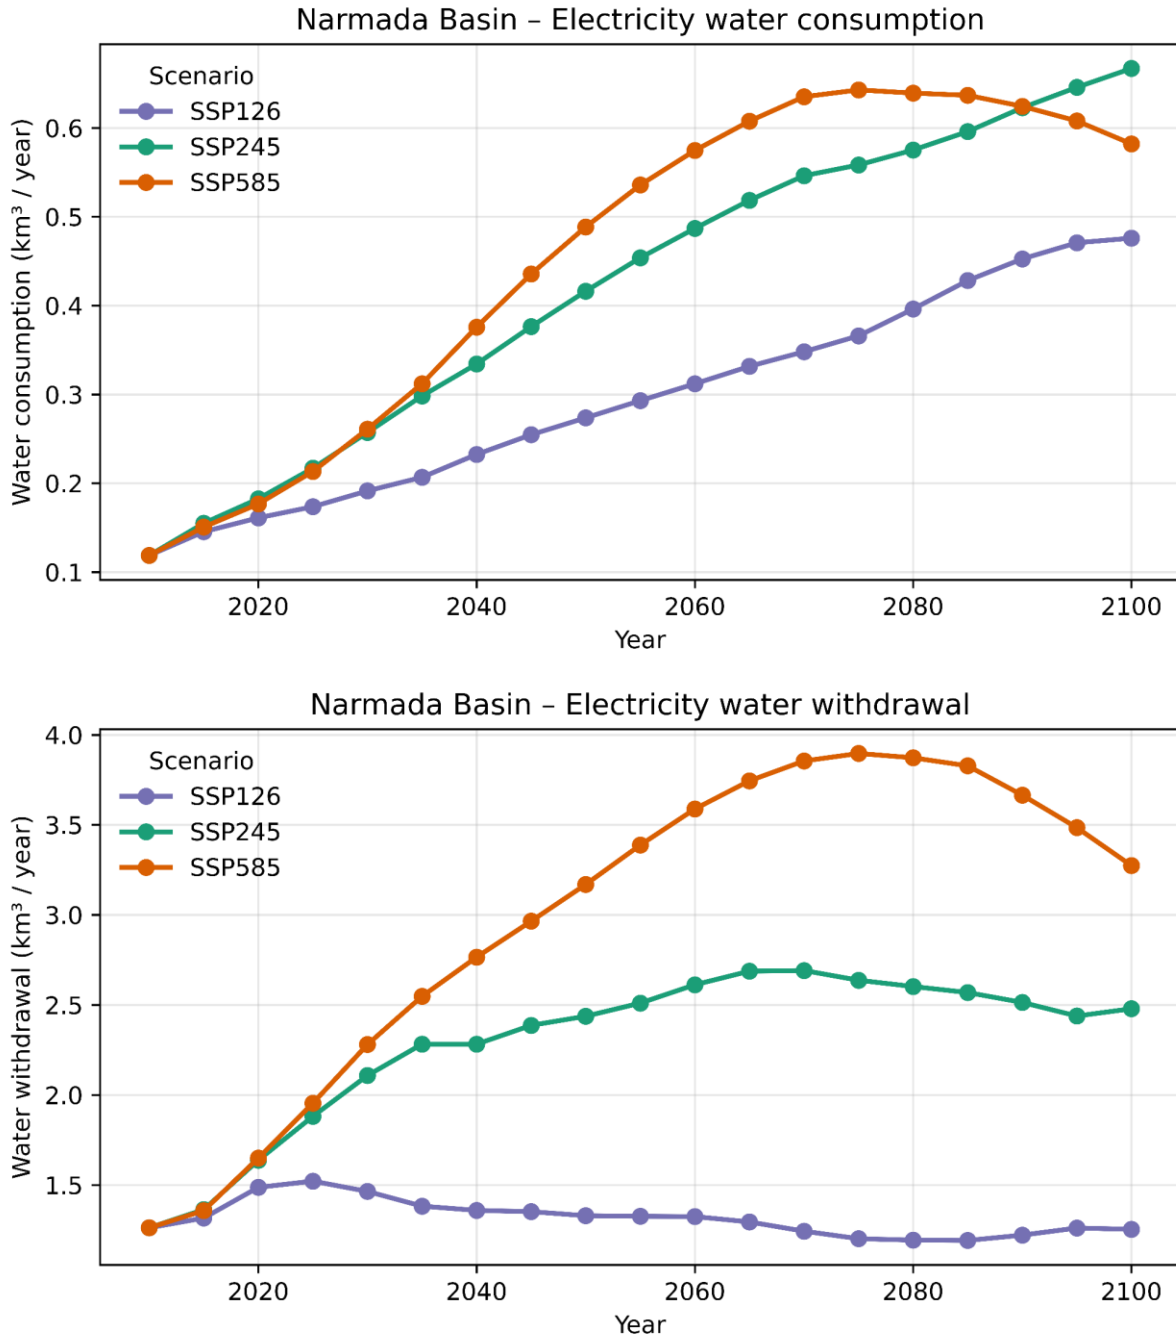 Narmada Basin – Electricity water consumption
Scenario
SSP126
SSP245
SSP585
Water consumption (km³ / year)
0.6
0.5
0.4
0.3
0.2
0.1
2020 2040 2060 2080 2100
Year
Narmada Basin – Electricity water withdrawal
Scenario
SSP126
SSP245
SSP585
Water withdrawal (km³ / year)
4.0
3.5
3.0
2.5
2.0
1.5
2020 2040 2060 2080 2100
Year